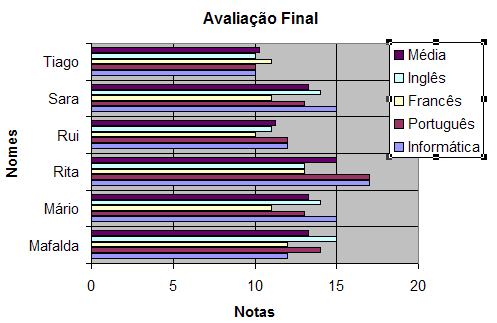 Avaliação Final
Nomes
Tiago
Sara
Rui
Rita
Mário
Mafalda
0 5 10 15 20
Notas
Média
Inglês
Francês
Português
Informática